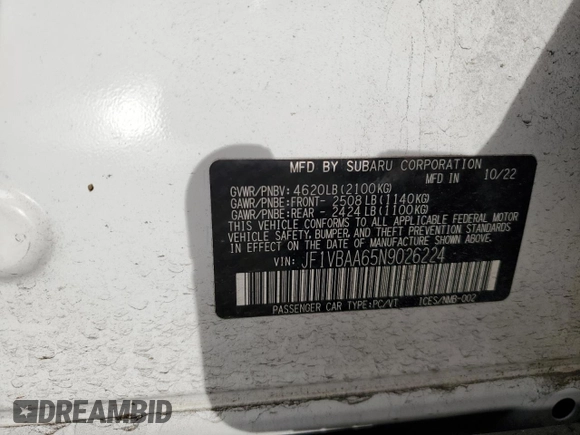 MFD BY SUBARU CORPORATION
MFD IN 10/22
GVWR/PNBV: 4620LB(2100KG)
GAWR/PNBE:FRONT- 2508LB(1140KG)
GAWR/PNBE:REAR - 2424LB(1100KG)
THIS VEHICLE CONFORMS TO ALL APPLICABLE FEDERAL MOTOR
VEHICLE SAFETY, BUMPER, AND THEFT PREVENTION STANDARDS
IN EFFECT ON THE DATE OF MANUFACTURE SHOWN ABOVE.
VIN: JF1VBAA65N9026224
PASSENGER CAR TYPE:PC/VT ICES/NMB-002
DREAMBID